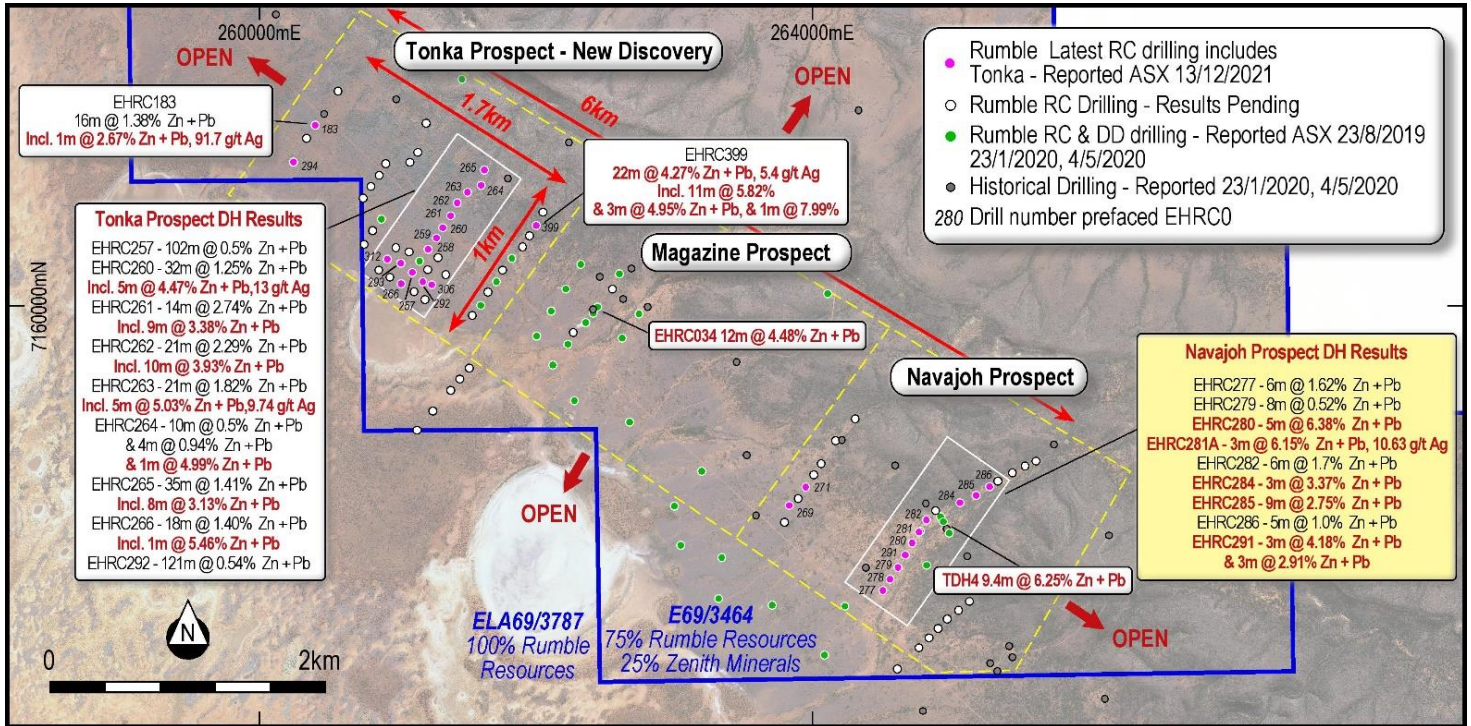 260000mE
264000mE
7160000mN
Tonka Prospect - New Discovery
OPEN
OPEN
1.7km
6km
1km
Rumble Latest RC drilling includes
Tonka - Reported ASX 13/12/2021
Rumble RC Drilling - Results Pending
Rumble RC & DD drilling - Reported ASX 23/8/2019
23/1/2020, 4/5/2020
Historical Drilling - Reported 23/1/2020, 4/5/2020
280 Drill number prefaced EHRC0
EHRC183
16m @ 1.38% Zn + Pb
Incl. 1m @ 2.67% Zn + Pb, 91.7 g/t Ag
183
294
EHRC399
22m @ 4.27% Zn + Pb, 5.4 g/t Ag
Incl. 11m @ 5.82%
& 3m @ 4.95% Zn + Pb, & 1m @ 7.99%
399
265
264
263
262
261
260
259
258
312
293
266
257
292
306
Tonka Prospect DH Results
EHRC257 - 102m @ 0.5% Zn + Pb
EHRC260 - 32m @ 1.25% Zn + Pb
Incl. 5m @ 4.47% Zn + Pb,13 g/t Ag
EHRC261 - 14m @ 2.74% Zn + Pb
Incl. 9m @ 3.38% Zn + Pb
EHRC262 - 21m @ 2.29% Zn + Pb
Incl. 10m @ 3.93% Zn + Pb
EHRC263 - 21m @ 1.82% Zn + Pb
Incl. 5m @ 5.03% Zn + Pb,9.74 g/t Ag
EHRC264 - 10m @ 0.5% Zn + Pb
& 4m @ 0.94% Zn + Pb
& 1m @ 4.99% Zn + Pb
EHRC265 - 35m @ 1.41% Zn + Pb
Incl. 8m @ 3.13% Zn + Pb
EHRC266 - 18m @ 1.40% Zn + Pb
Incl. 1m @ 5.46% Zn + Pb
EHRC292 - 121m @ 0.54% Zn + Pb
Magazine Prospect
EHRC034 12m @ 4.48% Zn + Pb
Navajoh Prospect
Navajoh Prospect DH Results
EHRC277 - 6m @ 1.62% Zn + Pb
EHRC279 - 8m @ 0.52% Zn + Pb
EHRC280 - 5m @ 6.38% Zn + Pb
EHRC281A - 3m @ 6.15% Zn + Pb, 10.63 g/t Ag
EHRC282 - 6m @ 1.7% Zn + Pb
EHRC284 - 3m @ 3.37% Zn + Pb
EHRC285 - 9m @ 2.75% Zn + Pb
EHRC286 - 5m @ 1.0% Zn + Pb
EHRC291 - 3m @ 4.18% Zn + Pb
& 3m @ 2.91% Zn + Pb
271
269
286
285
284
282
281
280
291
279
278
277
TDH4 9.4m @ 6.25% Zn + Pb
OPEN
OPEN
ELA69/3787
100% Rumble
Resources
E69/3464
75% Rumble Resources
25% Zenith Minerals
N
0
2km